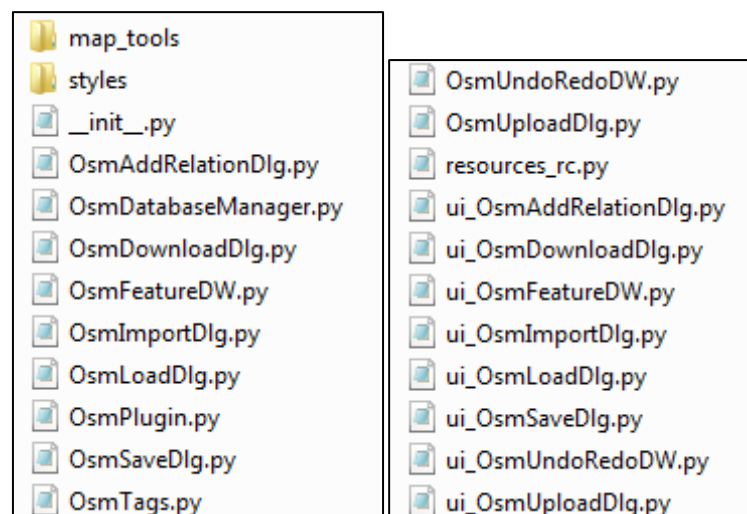 map_tools
styles
__init__.py
OsmAddRelationDlg.py
OsmDatabaseManager.py
OsmDownloadDlg.py
OsmFeatureDW.py
OsmImportDlg.py
OsmLoadDlg.py
OsmPlugin.py
OsmSaveDlg.py
OsmTags.py
OsmUndoRedoDW.py
OsmUploadDlg.py
resources_rc.py
ui_OsmAddRelationDlg.py
ui_OsmDownloadDlg.py
ui_OsmFeatureDW.py
ui_OsmImportDlg.py
ui_OsmLoadDlg.py
ui_OsmSaveDlg.py
ui_OsmUndoRedoDW.py
ui_OsmUploadDlg.py